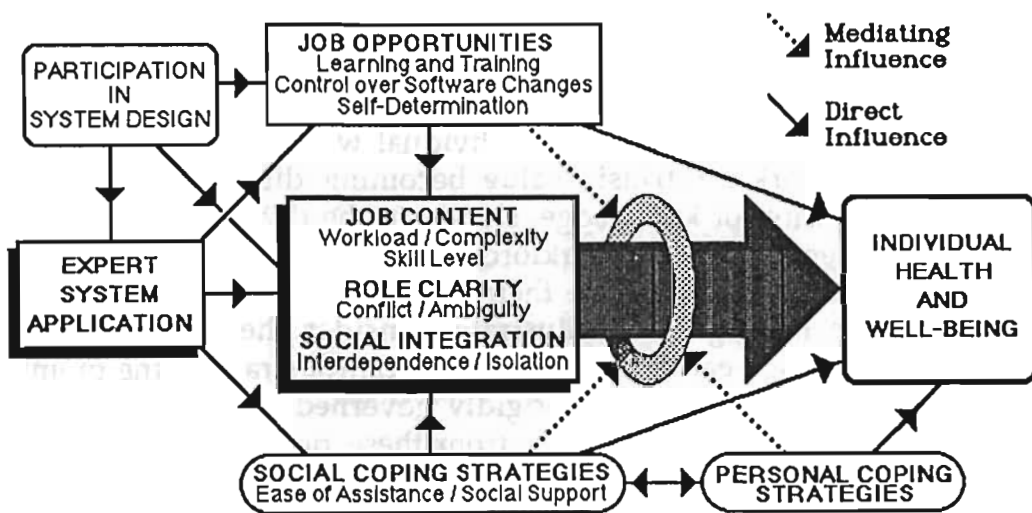 PARTICIPATION
IN
SYSTEM DESIGN
JOB OPPORTUNITIES
Learning and Training
Control over Software Changes
Self-Determination
Mediating
Influence
Direct
Influence
EXPERT
SYSTEM
APPLICATION
JOB CONTENT
Workload / Complexity
Skill Level
ROLE CLARITY
Conflict / Ambiguity
SOCIAL INTEGRATION
Interdependence / Isolation
INDIVIDUAL
HEALTH
AND
WELL-BEING
SOCIAL COPING STRATEGIES
Ease of Assistance / Social Support
PERSONAL COPING
STRATEGIES